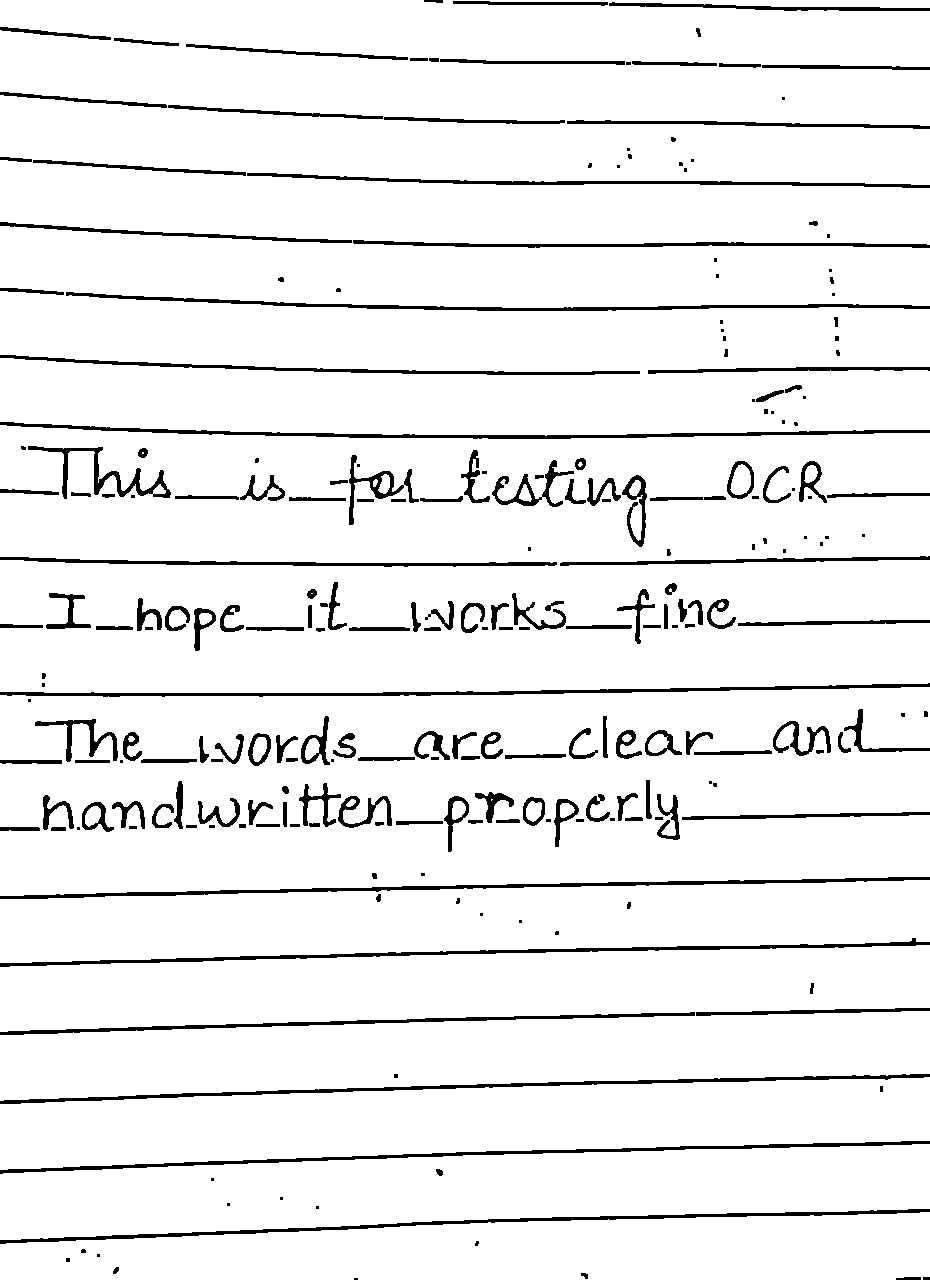 This is for testing OCR
I hope it works fine
The words are clear and
handwritten properly